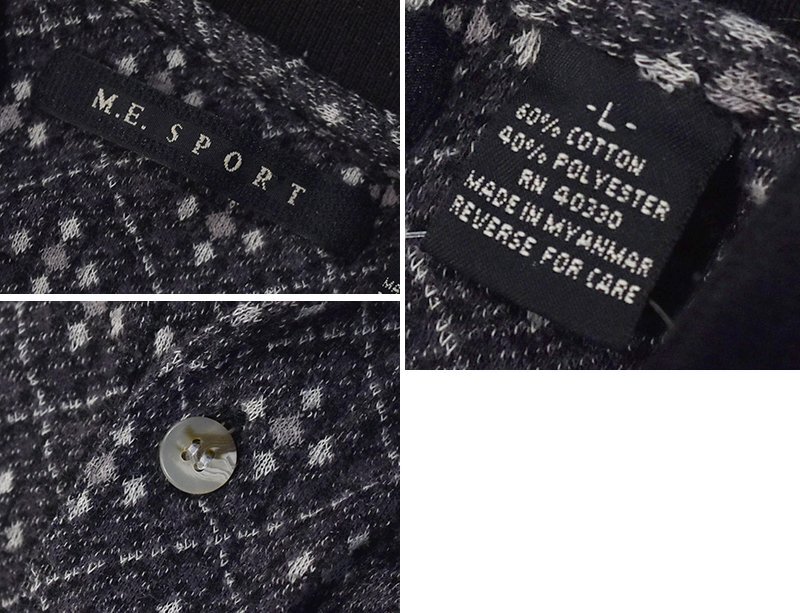 M.E. SPORT
-L-
60% COTTON
40% POLYESTER
RN 40330
MADE IN MYANMAR
REVERSE FOR CARE